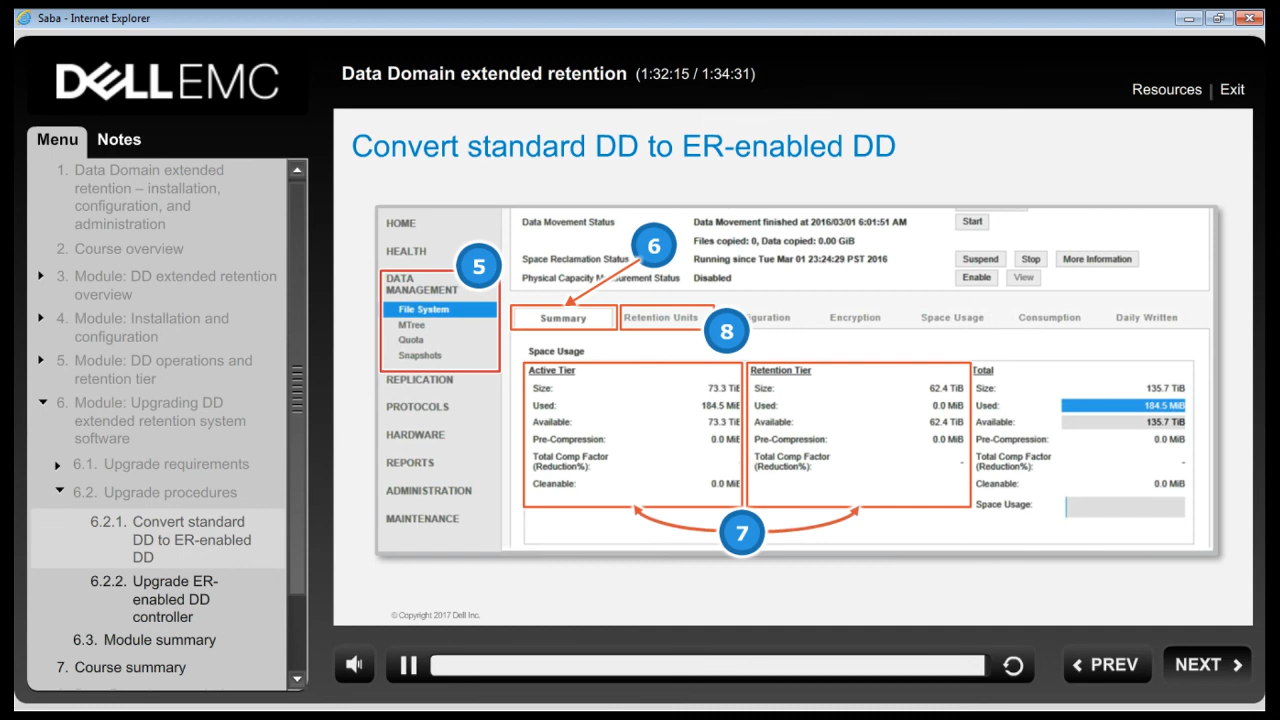 Saba - Internet Explorer
DELLEMC
Data Domain extended retention (1:32:15 / 1:34:31)
Resources | Exit
Menu Notes
1. Data Domain extended
retention – installation,
configuration, and
administration
2. Course overview
3. Module: DD extended retention
overview
4. Module: Installation and
configuration
5. Module: DD operations and
retention tier
6. Module: Upgrading DD
extended retention system
software
6.1. Upgrade requirements
6.2. Upgrade procedures
6.2.1. Convert standard
DD to ER-enabled
DD
6.2.2. Upgrade ER-
enabled DD
controller
6.3. Module summary
7. Course summary
Convert standard DD to ER-enabled DD
HOME
HEALTH
DATA
MANAGEMENT
File System
MTree
Quota
Snapshots
REPLICATION
PROTOCOLS
HARDWARE
REPORTS
ADMINISTRATION
MAINTENANCE
5
6
8
7
Data Movement Status Data Movement finished at 2016/03/01 6:01:51 AM Start
Files copied: 0, Data copied: 0.00 GiB
Space Reclamation Status Running since Tue Mar 01 23:24:29 PST 2016 Suspend Stop More Information
Physical Capacity M surement Status Disabled Enable View
Summary Retention Units guration Encryption Space Usage Consumption Daily Written
Space Usage
Active Tier Retention Tier Total
Size: 73.3 TiB Size: 62.4 TiB Size: 135.7 TiB
Used: 184.5 MiB Used: 0.0 MiB Used: 184.5 MiB
Available: 73.3 TiB Available: 62.4 TiB Available: 135.7 TiB
Pre-Compression: 0.0 MiB Pre-Compression: 0.0 MiB Pre-Compression: 0.0 MiB
Total Comp Factor - Total Comp Factor - Total Comp Factor -
(Reduction%): (Reduction%): (Reduction%):
Cleanable: 0.0 MiB Cleanable: 0.0 MiB
Space Usage:
© Copyright 2017 Dell Inc.
PREV NEXT